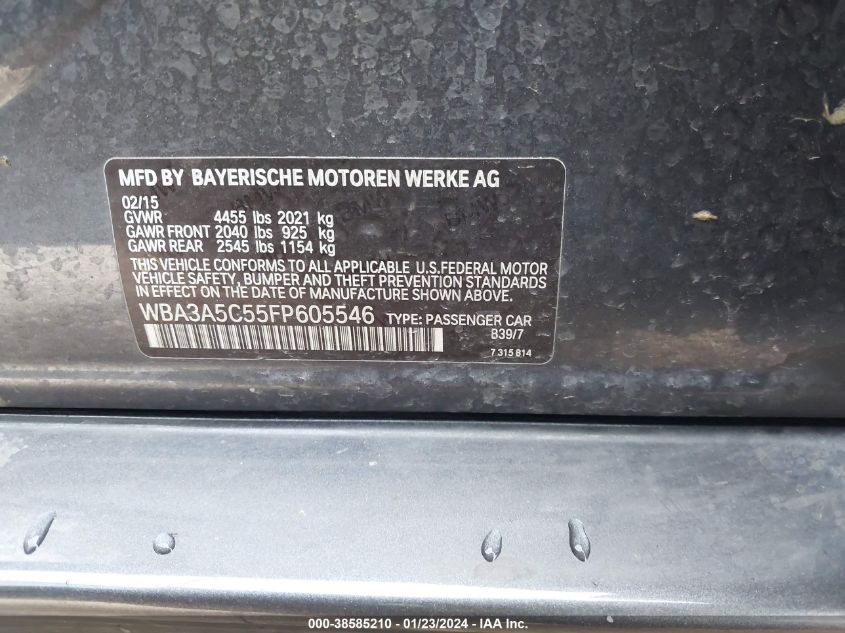 MFD BY BAYERISCHE MOTOREN WERKE AG
02/15
GVWR 4455 lbs 2021 kg
GAWR FRONT 2040 lbs 925 kg
GAWR REAR 2545 lbs 1154 kg
THIS VEHICLE CONFORMS TO ALL APPLICABLE U.S.FEDERAL MOTOR
VEHICLE SAFETY, BUMPER AND THEFT PREVENTION STANDARDS
IN EFFECT ON THE DATE OF MANUFACTURE SHOWN ABOVE.
WBA3A5C55FP605546 TYPE: PASSENGER CAR
B39/7
7 315 814
000-38585210 - 01/23/2024 - IAA Inc.